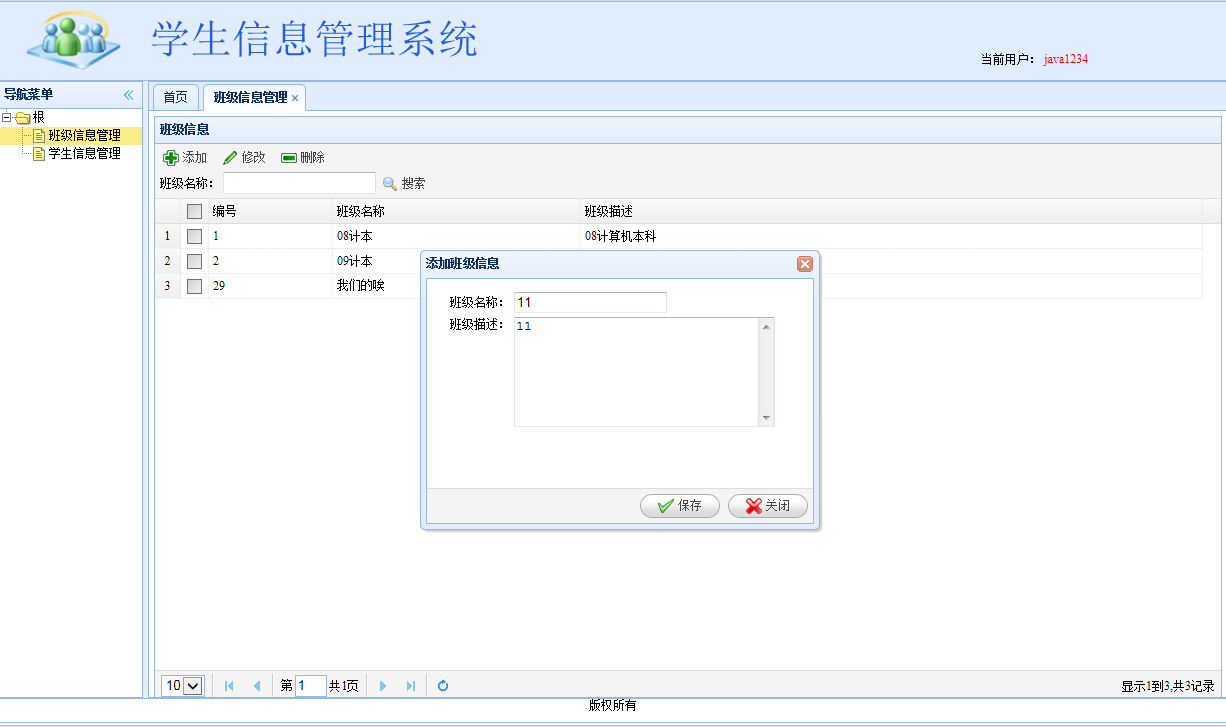 学生信息管理系统
当前用户： java1234
导航菜单
首页 班级信息管理
根
班级信息管理
学生信息管理
班级信息
添加 修改 删除
班级名称： 搜索
编号 班级名称 班级描述
1 1 08计本 08计算机本科
2 2 09计本
3 29 我们的唉
添加班级信息
班级名称： 11
班级描述： 11
保存 关闭
10 第 1 共1页 显示1到3,共3记录
版权所有